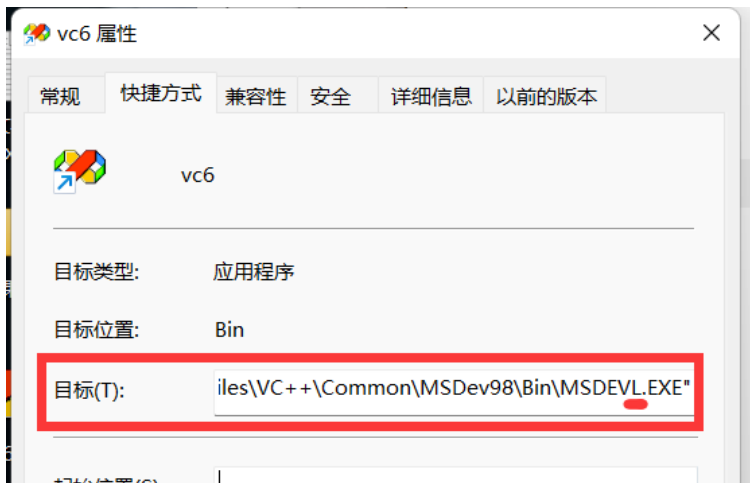 vc6 属性
常规 快捷方式 兼容性 安全 详细信息 以前的版本
vc6
目标类型: 应用程序
目标位置: Bin
目标(T): iles\VC++\Common\MSDev98\Bin\MSDEVL.EXE"